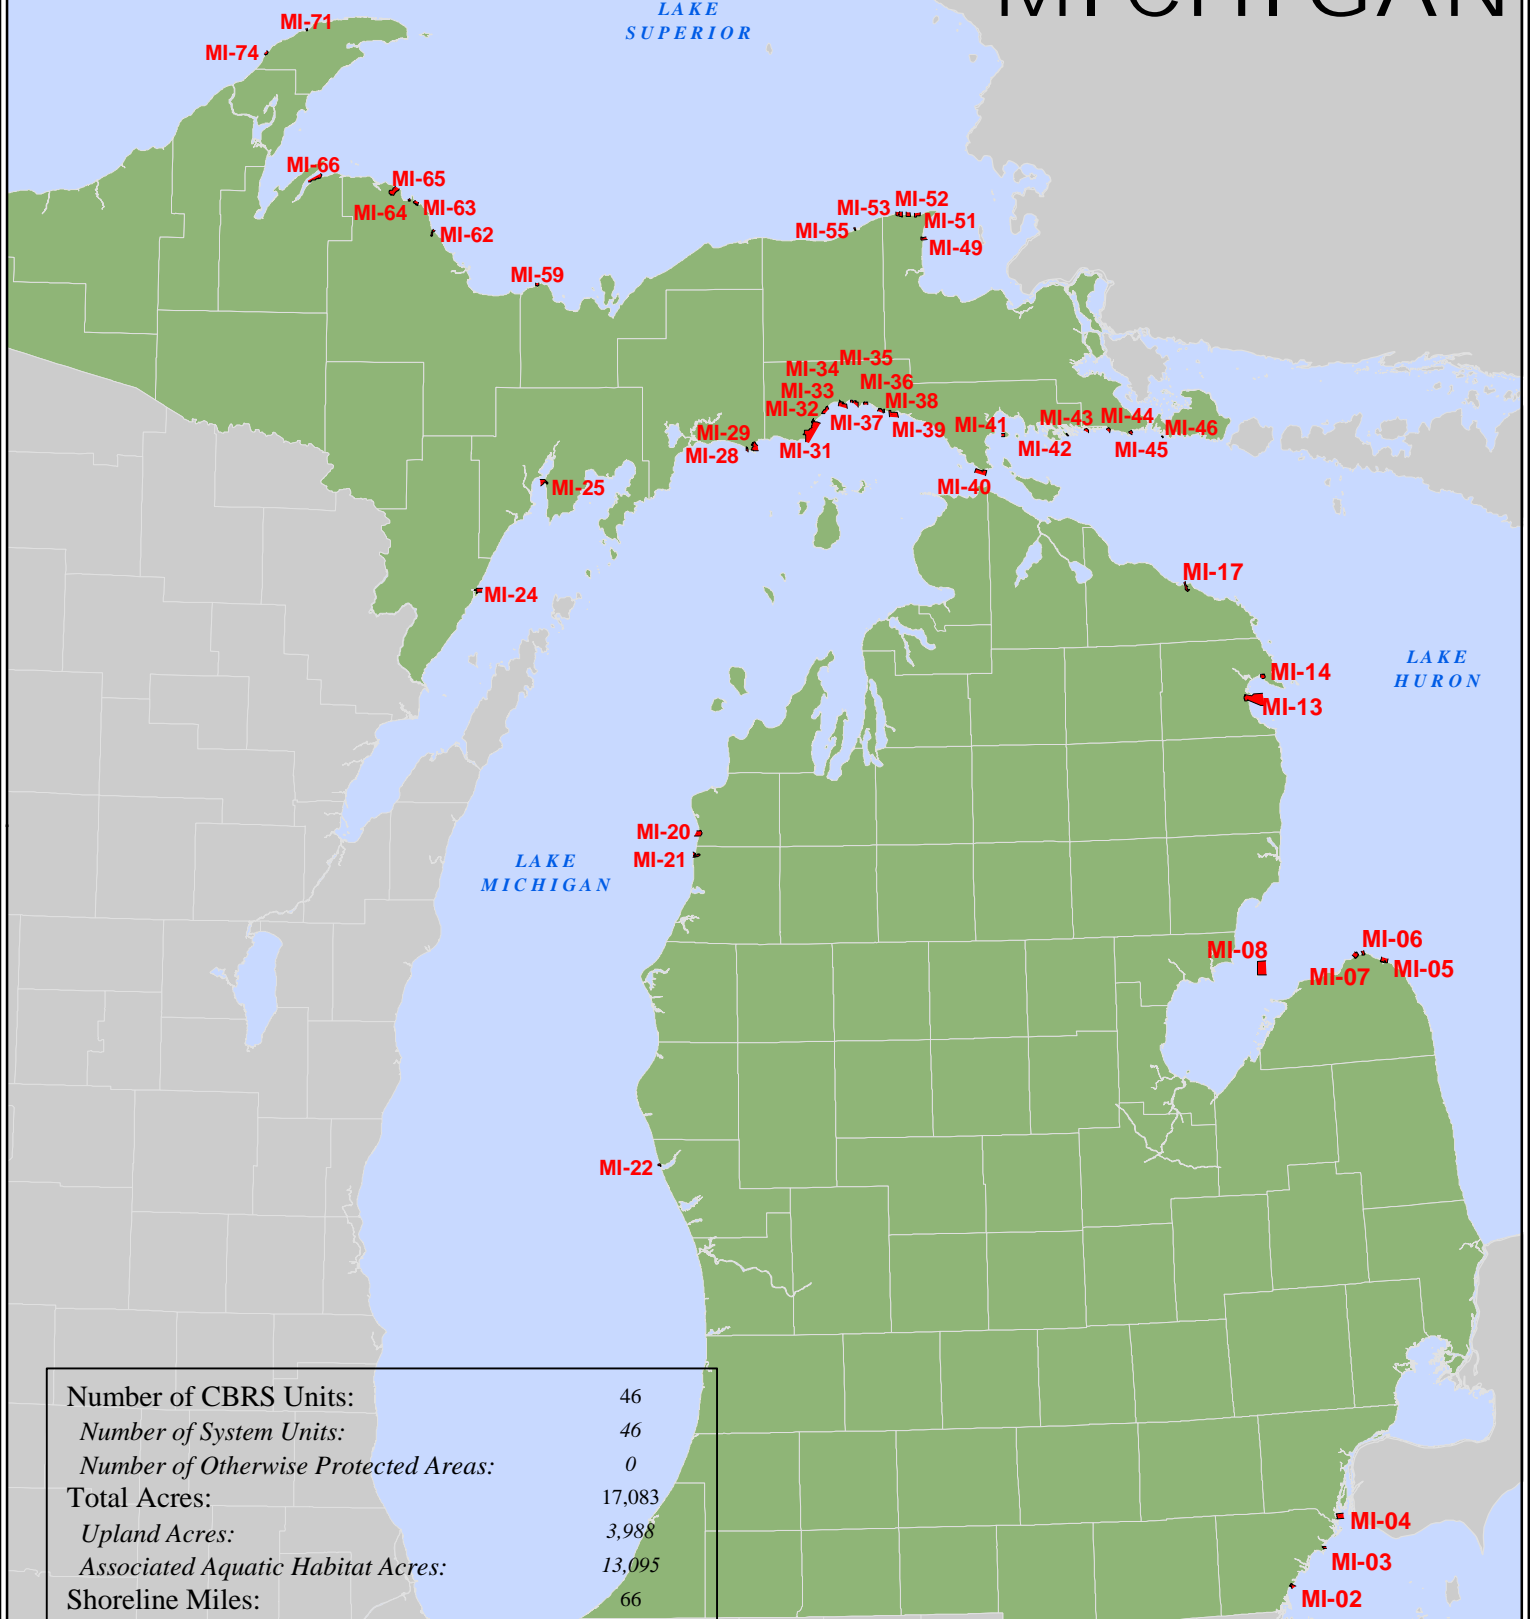 MICHIGAN
LAKE
SUPERIOR
MI-71
MI-74
MI-66
MI-65
MI-64
MI-63
MI-62
MI-59
MI-53
MI-52
MI-55
MI-51
MI-49
MI-35
MI-34
MI-36
MI-33
MI-38
MI-32
MI-37
MI-39
MI-29
MI-28
MI-31
MI-41
MI-43
MI-44
MI-46
MI-42
MI-45
MI-40
MI-25
MI-24
MI-17
LAKE
HURON
MI-14
MI-13
MI-20
MI-21
LAKE
MICHIGAN
MI-08
MI-06
MI-07
MI-05
MI-22
Number of CBRS Units: 46
Number of System Units: 46
Number of Otherwise Protected Areas: 0
Total Acres: 17,083
Upland Acres: 3,988
Associated Aquatic Habitat Acres: 13,095
Shoreline Miles: 66
MI-04
MI-03
MI-02